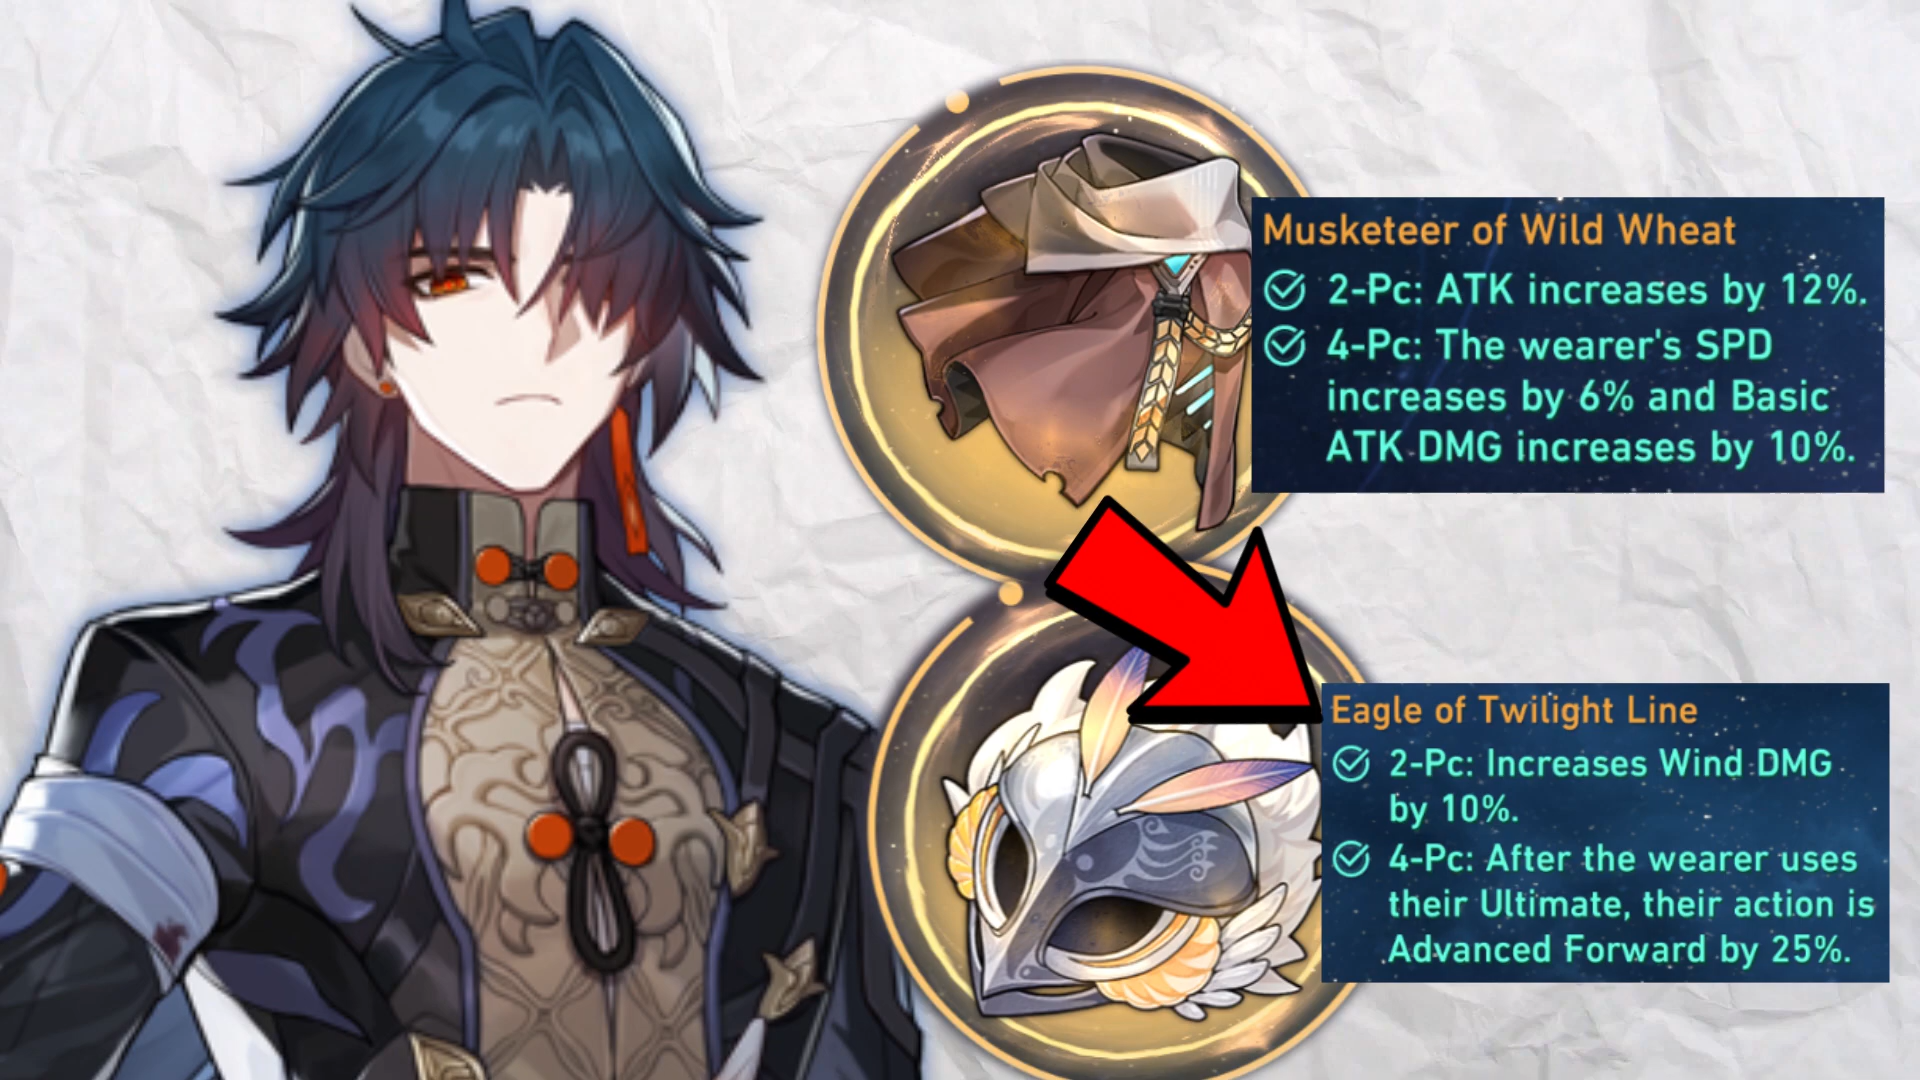 Musketeer of Wild Wheat
2-Pc: ATK increases by 12%.
4-Pc: The wearer's SPD
increases by 6% and Basic
ATK DMG increases by 10%.
Eagle of Twilight Line
2-Pc: Increases Wind DMG
by 10%.
4-Pc: After the wearer uses
their Ultimate, their action is
Advanced Forward by 25%.